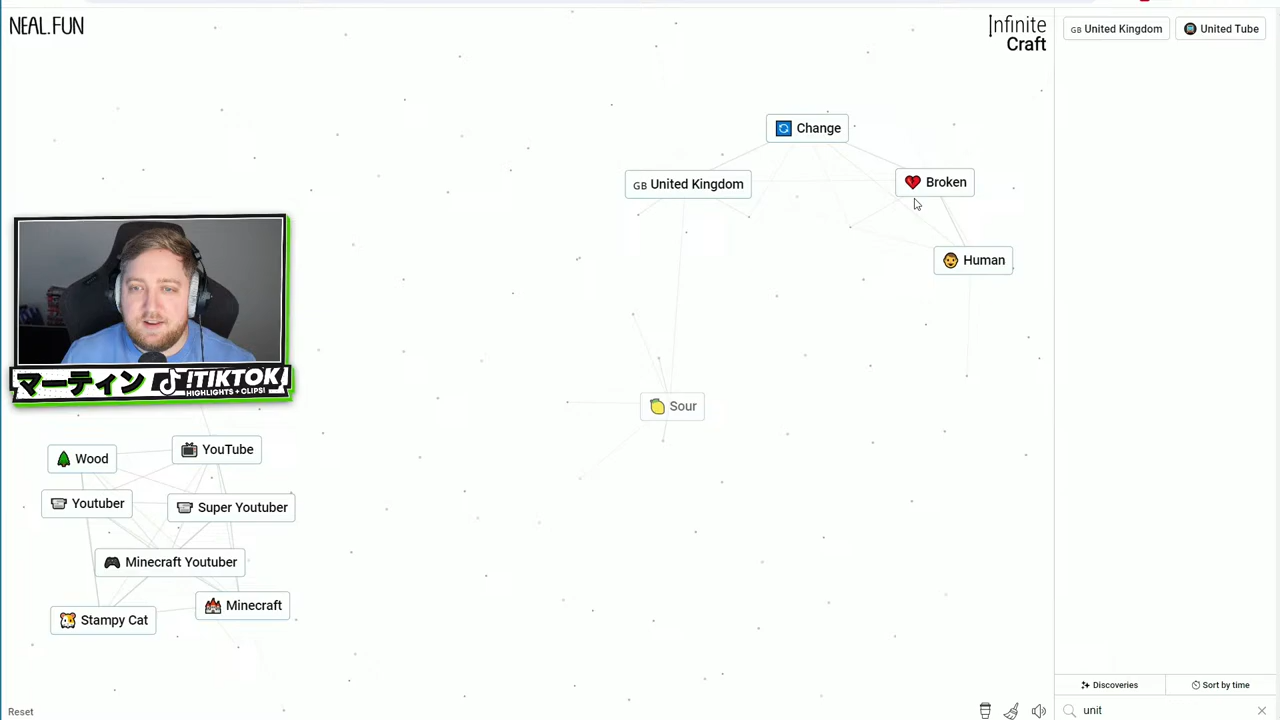 NEAL.FUN
Infinite
Craft
GB United Kingdom
United Tube
Change
GB United Kingdom
Broken
Human
マーティン !TIKTOK
HIGHLIGHTS + CLIPS!
Sour
Wood
YouTube
Youtuber
Super Youtuber
Minecraft Youtuber
Stampy Cat
Minecraft
Discoveries
Sort by time
Reset
unit